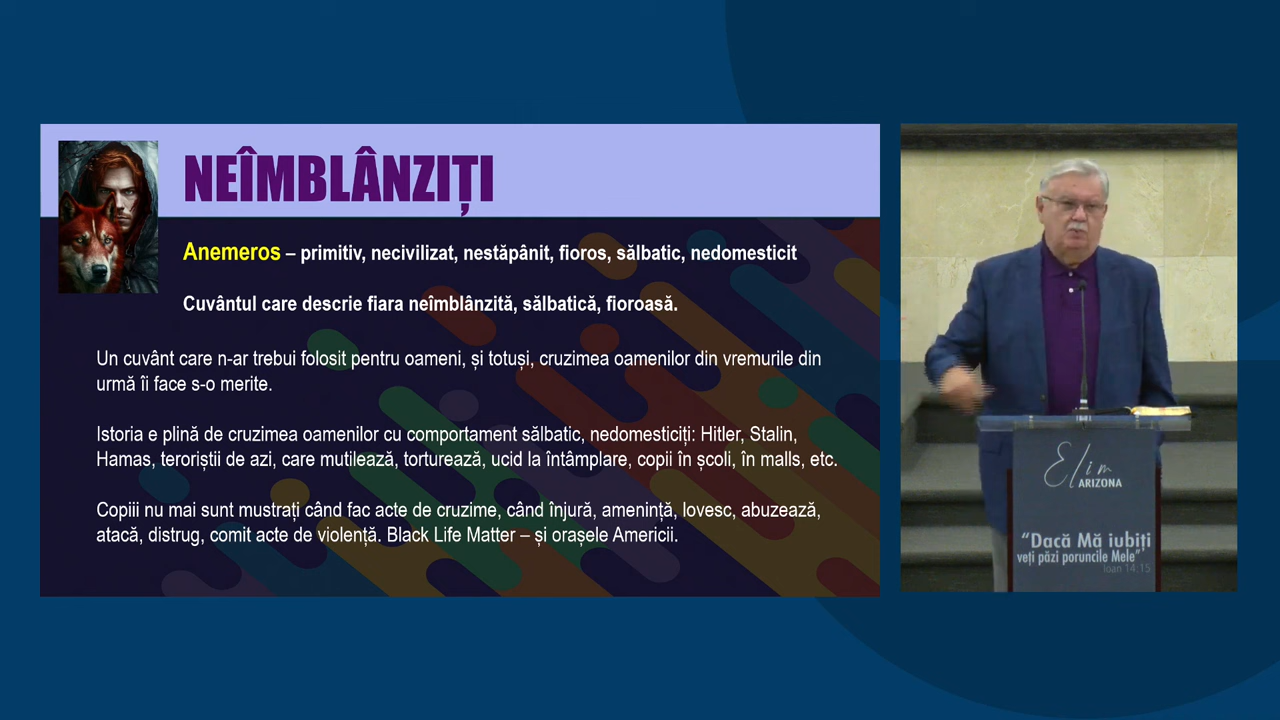 NEÎMBLÂNZIȚI
Anemeros – primitiv, necivilizat, nestăpânit, fioros, sălbatic, nedomesticit
Cuvântul care descrie fiara neîmblânzită, sălbatică, fioroasă.
Un cuvânt care n-ar trebui folosit pentru oameni, și totuși, cruzimea oamenilor din vremurile din
urmă îi face s-o merite.
Istoria e plină de cruzimea oamenilor cu comportament sălbatic, nedomesticiți: Hitler, Stalin,
Hamas, teroriștii de azi, care mutilează, torturează, ucid la întâmplare, copii în școli, în malls, etc.
Copiii nu mai sunt mustrați când fac acte de cruzime, când înjură, amenință, lovesc, abuzează,
atacă, distrug, comit acte de violență. Black Life Matter – și orașele Americii.
Elim
ARIZONA
“Dacă Mă iubiți
veți păzi poruncile Mele”
Ioan 14:15